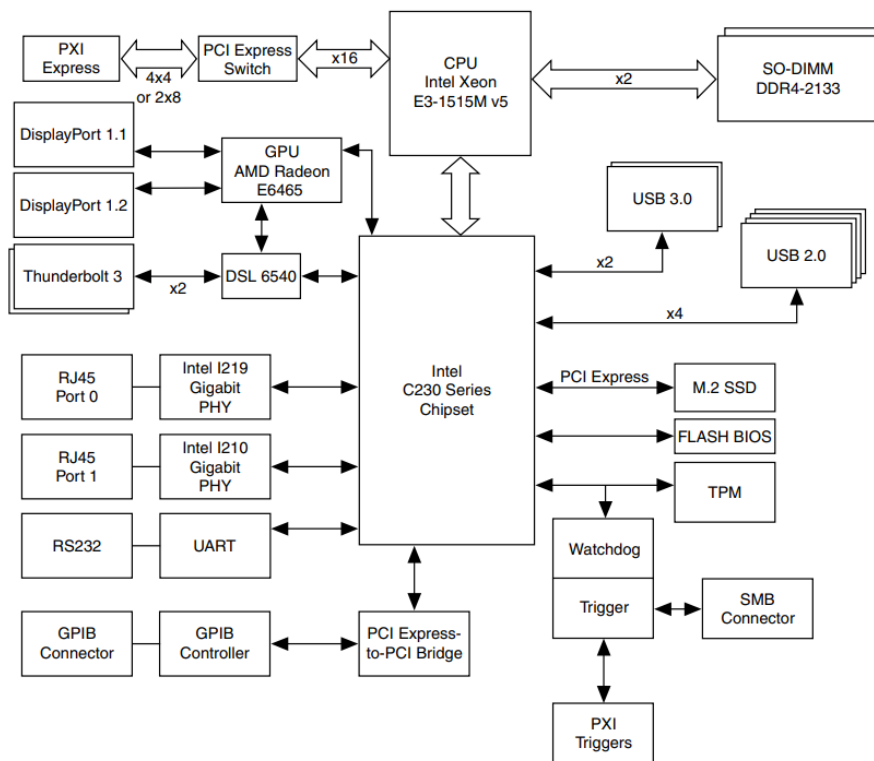 PXI
Express
4x4
or 2x8
PCI Express
Switch
x16
CPU
Intel Xeon
E3-1515M v5
x2
SO-DIMM
DDR4-2133
DisplayPort 1.1
DisplayPort 1.2
GPU
AMD Radeon
E6465
Thunderbolt 3
x2
DSL 6540
USB 3.0
x2
USB 2.0
x4
Intel
C230 Series
Chipset
RJ45
Port 0
Intel I219
Gigabit
PHY
PCI Express
M.2 SSD
FLASH BIOS
RJ45
Port 1
Intel I210
Gigabit
PHY
TPM
RS232
UART
Watchdog
Trigger
SMB
Connector
GPIB
Connector
GPIB
Controller
PCI Express-
to-PCI Bridge
PXI
Triggers